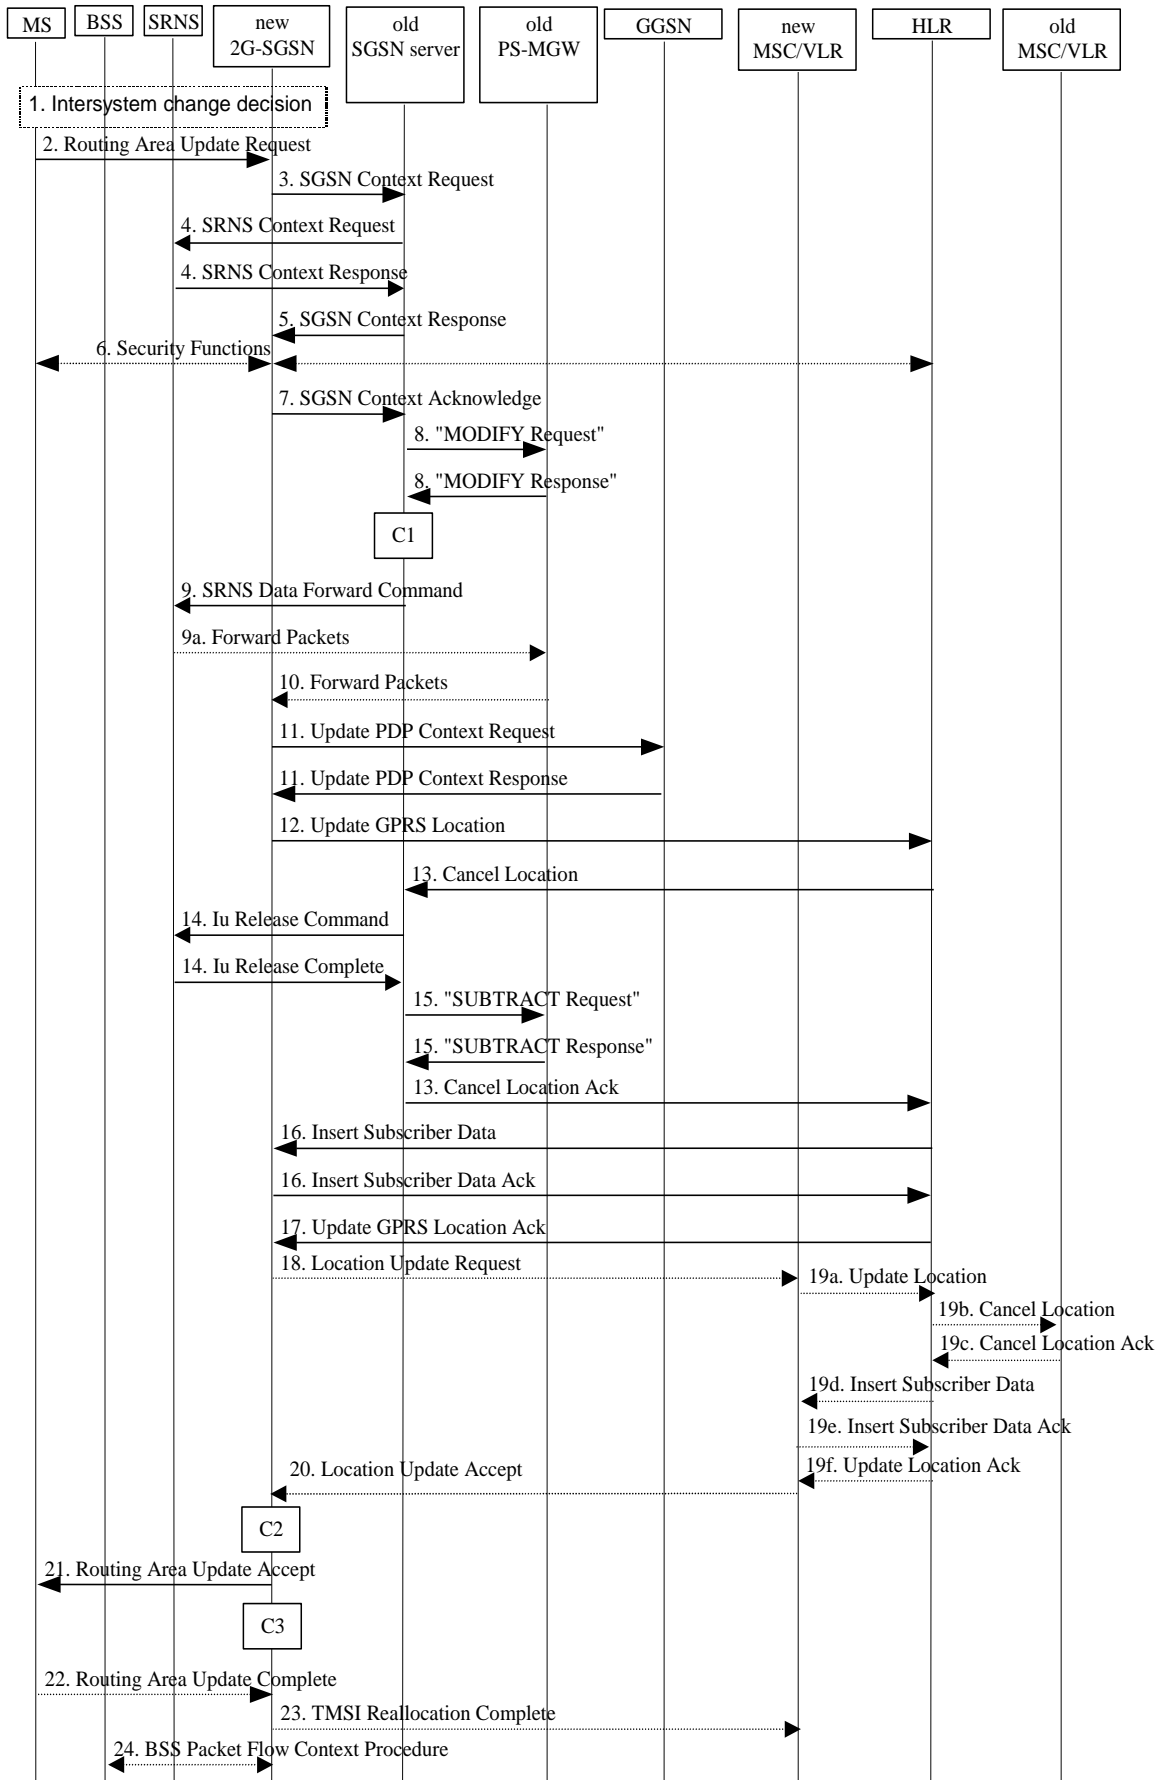 MS
BSS
SRNS
new
2G-SGSN
old
SGSN server
old
PS-MGW
GGSN
new
MSC/VLR
HLR
old
MSC/VLR
1. Intersystem change decision
2. Routing Area Update Request
3. SGSN Context Request
4. SRNS Context Request
4. SRNS Context Response
5. SGSN Context Response
6. Security Functions
7. SGSN Context Acknowledge
8. "MODIFY Request"
8. "MODIFY Response"
C1
9. SRNS Data Forward Command
9a. Forward Packets
10. Forward Packets
11. Update PDP Context Request
11. Update PDP Context Response
12. Update GPRS Location
13. Cancel Location
14. Iu Release Command
14. Iu Release Complete
15. "SUBTRACT Request"
15. "SUBTRACT Response"
13. Cancel Location Ack
16. Insert Subscriber Data
16. Insert Subscriber Data Ack
17. Update GPRS Location Ack
18. Location Update Request
19a. Update Location
19b. Cancel Location
19c. Cancel Location Ack
19d. Insert Subscriber Data
19e. Insert Subscriber Data Ack
19f. Update Location Ack
20. Location Update Accept
C2
21. Routing Area Update Accept
C3
22. Routing Area Update Complete
23. TMSI Reallocation Complete
24. BSS Packet Flow Context Procedure